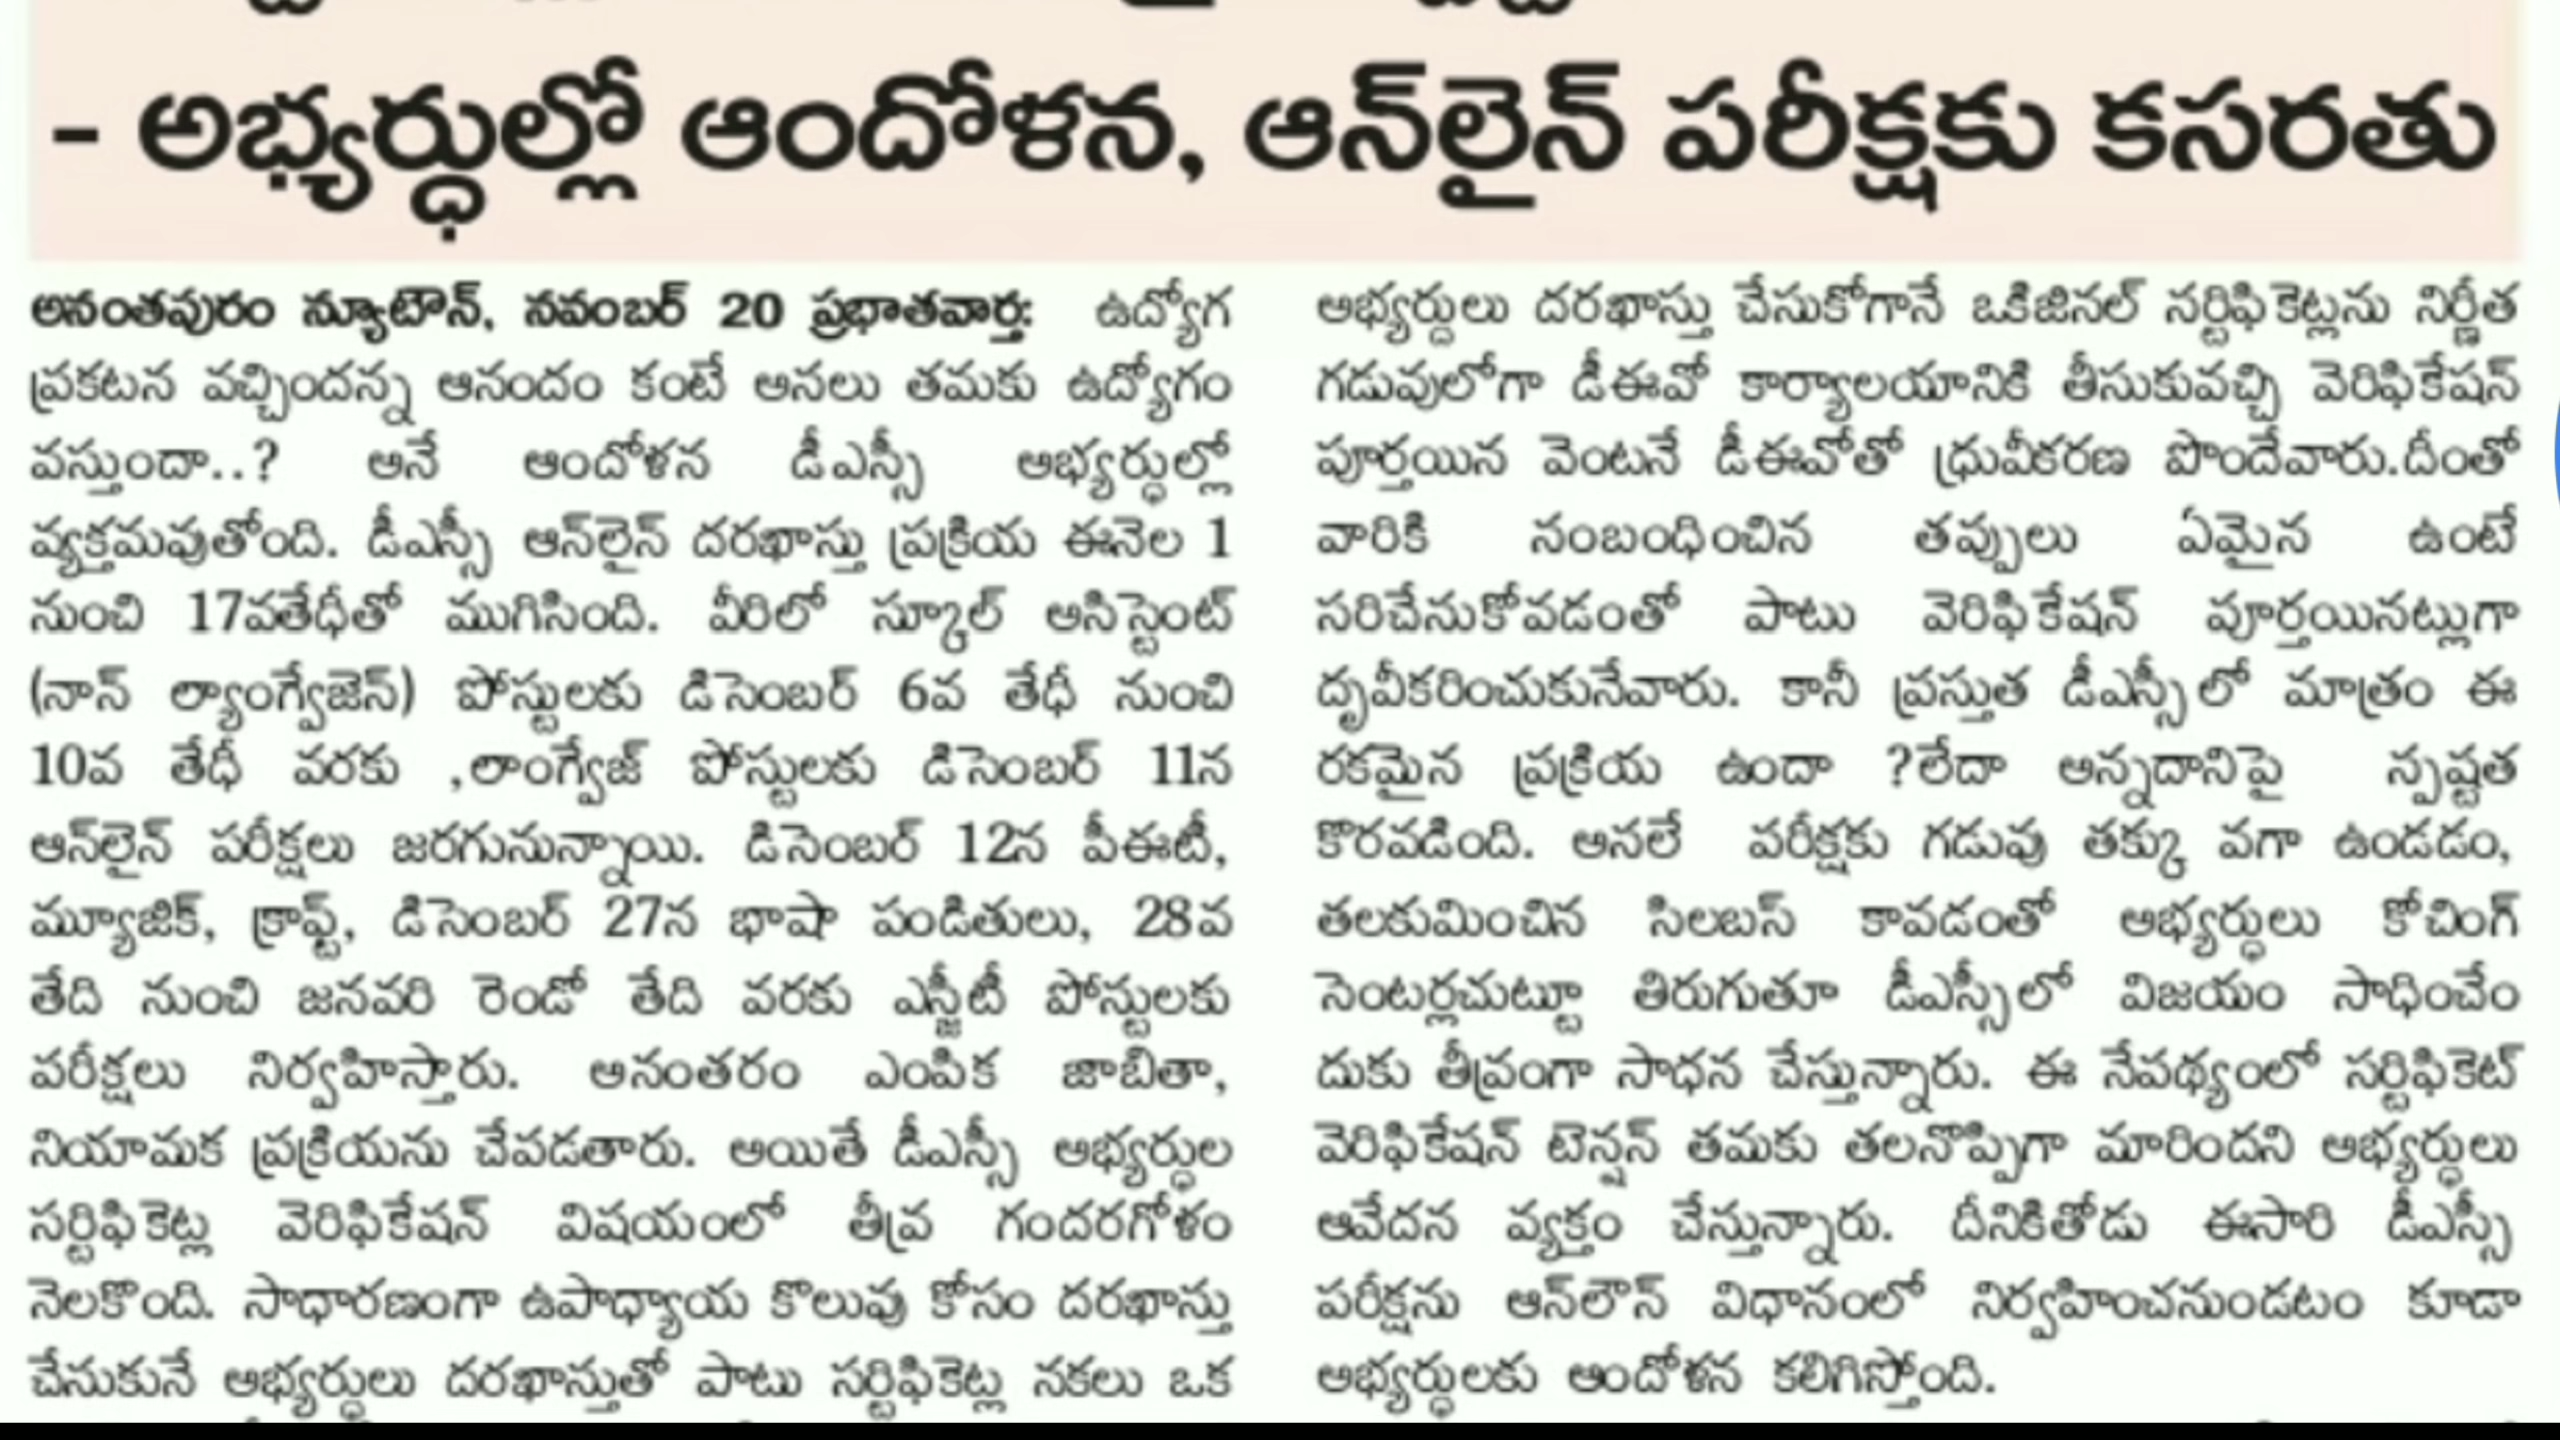 - అభ్యర్థుల్లో ఆందోళన, ఆన్‌లైన్ పరీక్షకు కసరతు
అనంతపురం న్యూటౌన్, నవంబర్ 20 ప్రభాతవార్త: ఉద్యోగ
ప్రకటన వచ్చిందన్న ఆనందం కంటే అసలు తమకు ఉద్యోగం
వస్తుందా..? అనే ఆందోళన డీఎస్సీ అభ్యర్థుల్లో
వ్యక్తమవుతోంది. డీఎస్సీ ఆన్‌లైన్ దరఖాస్తు ప్రక్రియ ఈనెల 1
నుంచి 17వతేధీతో ముగిసింది. వీరిలో స్కూల్ అసిస్టెంట్
(నాన్ ల్యాంగ్వేజెస్) పోస్టులకు డిసెంబర్ 6వ తేధీ నుంచి
10వ తేధీ వరకు ,లాంగ్వేజ్ పోస్టులకు డిసెంబర్ 11న
ఆన్‌లైన్ పరీక్షలు జరగనున్నాయి. డిసెంబర్ 12న పీఈటీ,
మ్యూజిక్, క్రాఫ్ట్, డిసెంబర్ 27న భాషా పండితులు, 28వ
తేది నుంచి జనవరి రెండో తేది వరకు ఎస్జీటీ పోస్టులకు
పరీక్షలు నిర్వహిస్తారు. అనంతరం ఎంపిక జాబితా,
నియామక ప్రక్రియను చేపడతారు. అయితే డీఎస్సీ అభ్యర్థుల
సర్టిఫికెట్ల వెరిఫికేషన్ విషయంలో తీవ్ర గందరగోళం
నెలకొంది. సాధారణంగా ఉపాధ్యాయ కొలువు కోసం దరఖాస్తు
చేసుకునే అభ్యర్థులు దరఖాస్తుతో పాటు సర్టిఫికెట్ల నకలు ఒక
అభ్యర్థులు దరఖాస్తు చేసుకోగానే ఒకిజినల్ సర్టిఫికెట్లను నిర్ణీత
గడువులోగా డీఈవో కార్యాలయానికి తీసుకువచ్చి వెరిఫికేషన్
పూర్తయిన వెంటనే డీఈవోతో ధ్రువీకరణ పొందేవారు.దీంతో
వారికి సంబంధించిన తప్పులు ఏమైన ఉంటే
సరిచేసుకోవడంతో పాటు వెరిఫికేషన్ పూర్తయినట్లుగా
దృవీకరించుకునేవారు. కానీ ప్రస్తుత డీఎస్సీలో మాత్రం ఈ
రకమైన ప్రక్రియ ఉందా ?లేదా అన్నదానిపై స్పష్టత
కొరవడింది. అసలే పరీక్షకు గడువు తక్కు వగా ఉండడం,
తలకుమించిన సిలబస్ కావడంతో అభ్యర్థులు కోచింగ్
సెంటర్లచుట్టూ తిరుగుతూ డీఎస్సీలో విజయం సాధించేం
దుకు తీవ్రంగా సాధన చేస్తున్నారు. ఈ నేపథ్యంలో సర్టిఫికెట్
వెరిఫికేషన్ టెన్షన్ తమకు తలనొప్పిగా మారిందని అభ్యర్థులు
ఆవేదన వ్యక్తం చేస్తున్నారు. దీనికితోడు ఈసారి డీఎస్సీ
పరీక్షను ఆన్‌లౌన్ విధానంలో నిర్వహించనుండటం కూడా
అభ్యర్థులకు ఆందోళన కలిగిస్తోంది.